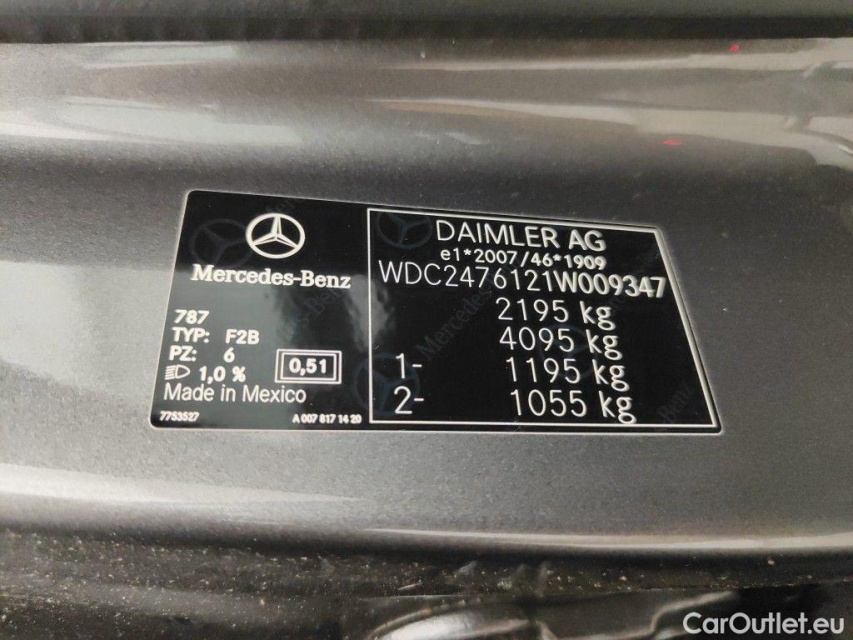 Mercedes-Benz
787
TYP: F2B
PZ: 6
1,0 %
0,51
Made in Mexico
7753527
A 007 817 14 20
DAIMLER AG
e1*2007/46*1909
WDC2476121W009347
2195 kg
4095 kg
1- 1195 kg
2- 1055 kg
CarOutlet.eu